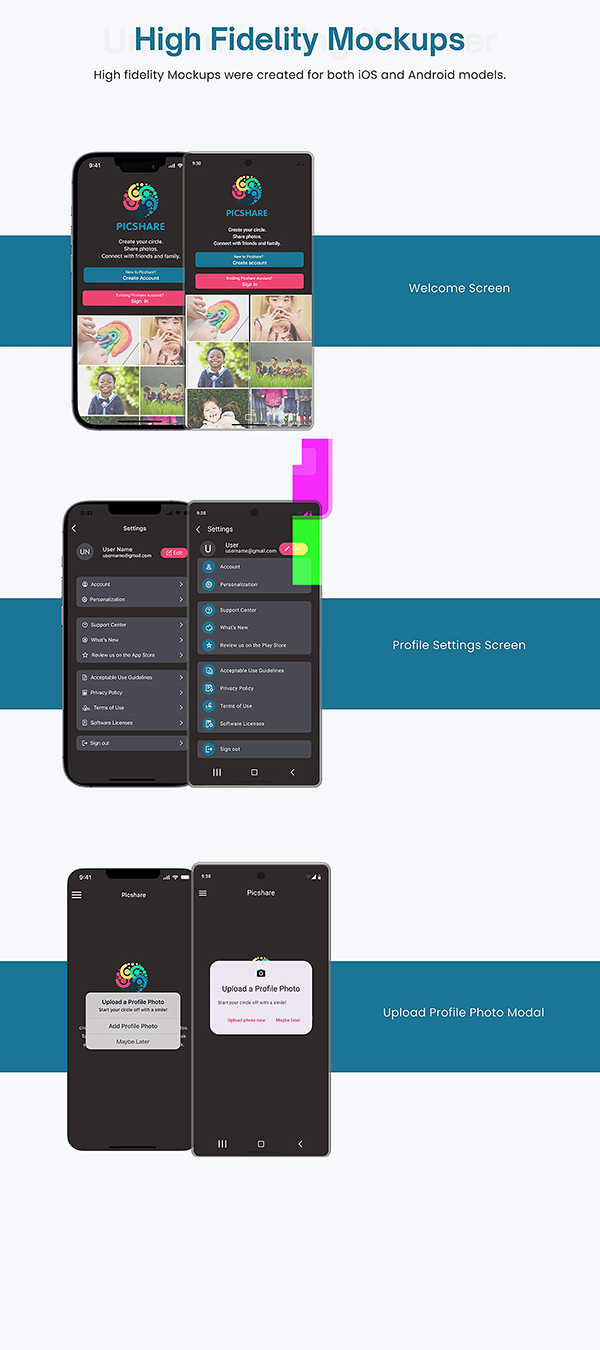 High Fidelity Mockups
High fidelity Mockups were created for both iOS and Android models.
9:41
PICSHARE
Create your circle.
Share photos.
Connect with friends and family.
New to Picshare?
Create Account
Existing Picshare Account?
Sign in
9:30
PICSHARE
Create your circle.
Share photos.
Connect with friends and family.
New to Picshare?
Create account
Existing Picshare Account?
Sign in
Welcome Screen
9:41
Settings
UN
User Name
username@gmail.com
Edit
Account
Personalization
Support Center
What's New
Review us on the App Store
Acceptable Use Guidelines
Privacy Policy
Terms of Use
Software Licenses
Sign out
9:30
Settings
U
User
username@gmail.com
Account
Personalization
Support Center
What's New
Review us on the Play Store
Acceptable Use Guidelines
Privacy Policy
Terms of Use
Software Licenses
Sign out
Profile Settings Screen
9:41
Picshare
Upload a Profile Photo
Start your circle off with a smile!
Add Profile Photo
Maybe Later
9:30
Picshare
Upload a Profile Photo
Start your circle off with a smile!
Upload photo now
Maybe later
Upload Profile Photo Modal